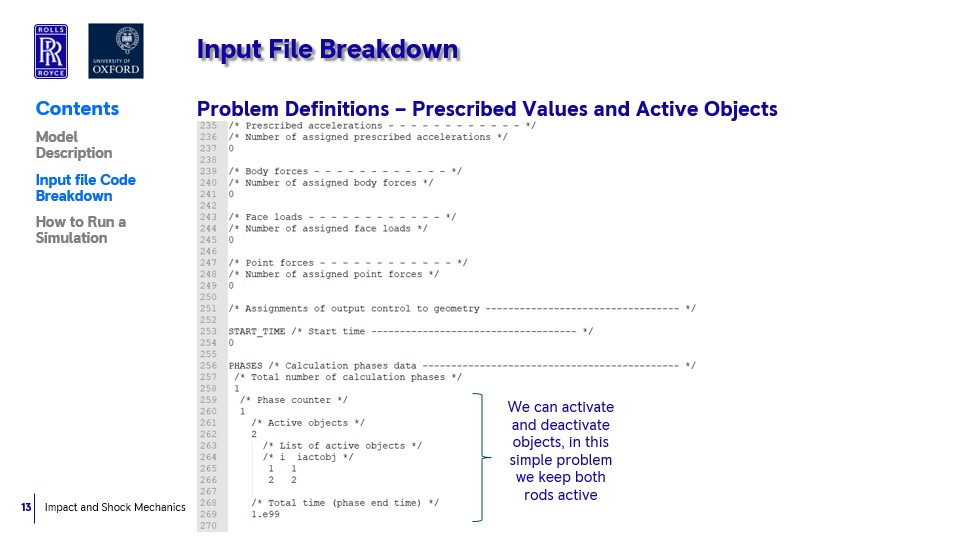 ROLLS
RR
ROYCE
UNIVERSITY OF
OXFORD
Input File Breakdown
Contents
Model
Description
Input file Code
Breakdown
How to Run a
Simulation
Problem Definitions – Prescribed Values and Active Objects
235 /* Prescribed accelerations - - - - - - - - - - - - */
236 /* Number of assigned prescribed accelerations */
237 0
238
239 /* Body forces - - - - - - - - - - - - */
240 /* Number of assigned body forces */
241 0
242
243 /* Face loads - - - - - - - - - - - - */
244 /* Number of assigned face loads */
245 0
246
247 /* Point forces - - - - - - - - - - - - */
248 /* Number of assigned point forces */
249 0
250
251 /* Assignments of output control to geometry ---------------------------------- */
252
253 START_TIME /* Start time ------------------------------------ */
254 0
255
256 PHASES /* Calculation phases data --------------------------------------------- */
257 /* Total number of calculation phases */
258 1
259 /* Phase counter */
260 1
261 /* Active objects */
262 2
263 /* List of active objects */
264 /* i iactobj */
265 1 1
266 2 2
267
268 /* Total time (phase end time) */
269 1.e99
270
We can activate
and deactivate
objects, in this
simple problem
we keep both
rods active
13 Impact and Shock Mechanics